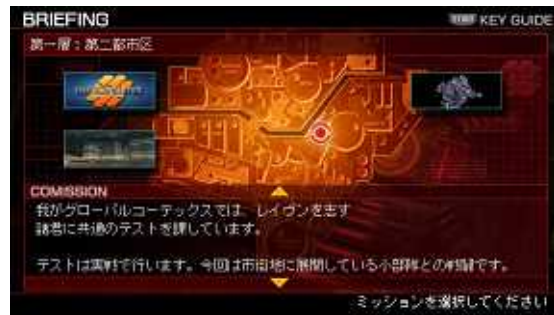 BRIEFING
KEY GUIDE
第一層：第二都市区
COMISSION
我がグローバルコーテックスでは、レイヴンを志す
諸君に共通のテストを課しています。
テストは実戦で行います。今回は市街地に展開している小部隊との戦闘です。
ミッションを選択してください